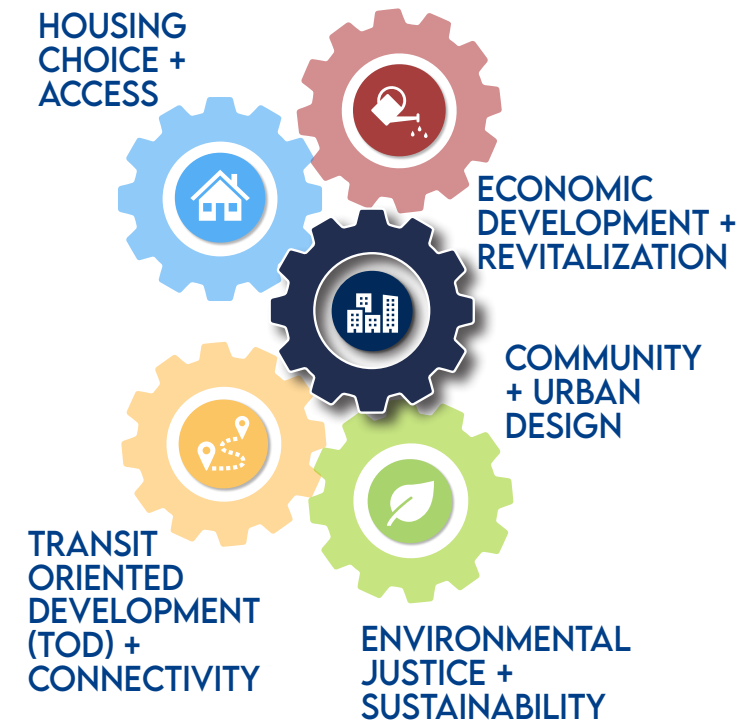 HOUSING
CHOICE +
ACCESS
ECONOMIC
DEVELOPMENT +
REVITALIZATION
COMMUNITY
+ URBAN
DESIGN
TRANSIT
ORIENTED
DEVELOPMENT
(TOD) +
CONNECTIVITY
ENVIRONMENTAL
JUSTICE +
SUSTAINABILITY